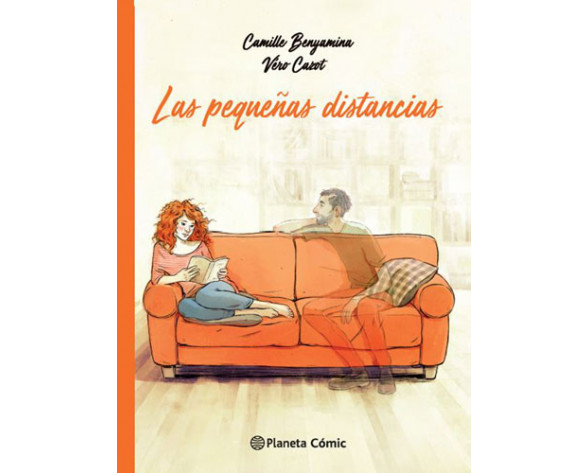 Camille Benyamina
Véro Cazot
Las pequeñas distancias
Planeta Cómic